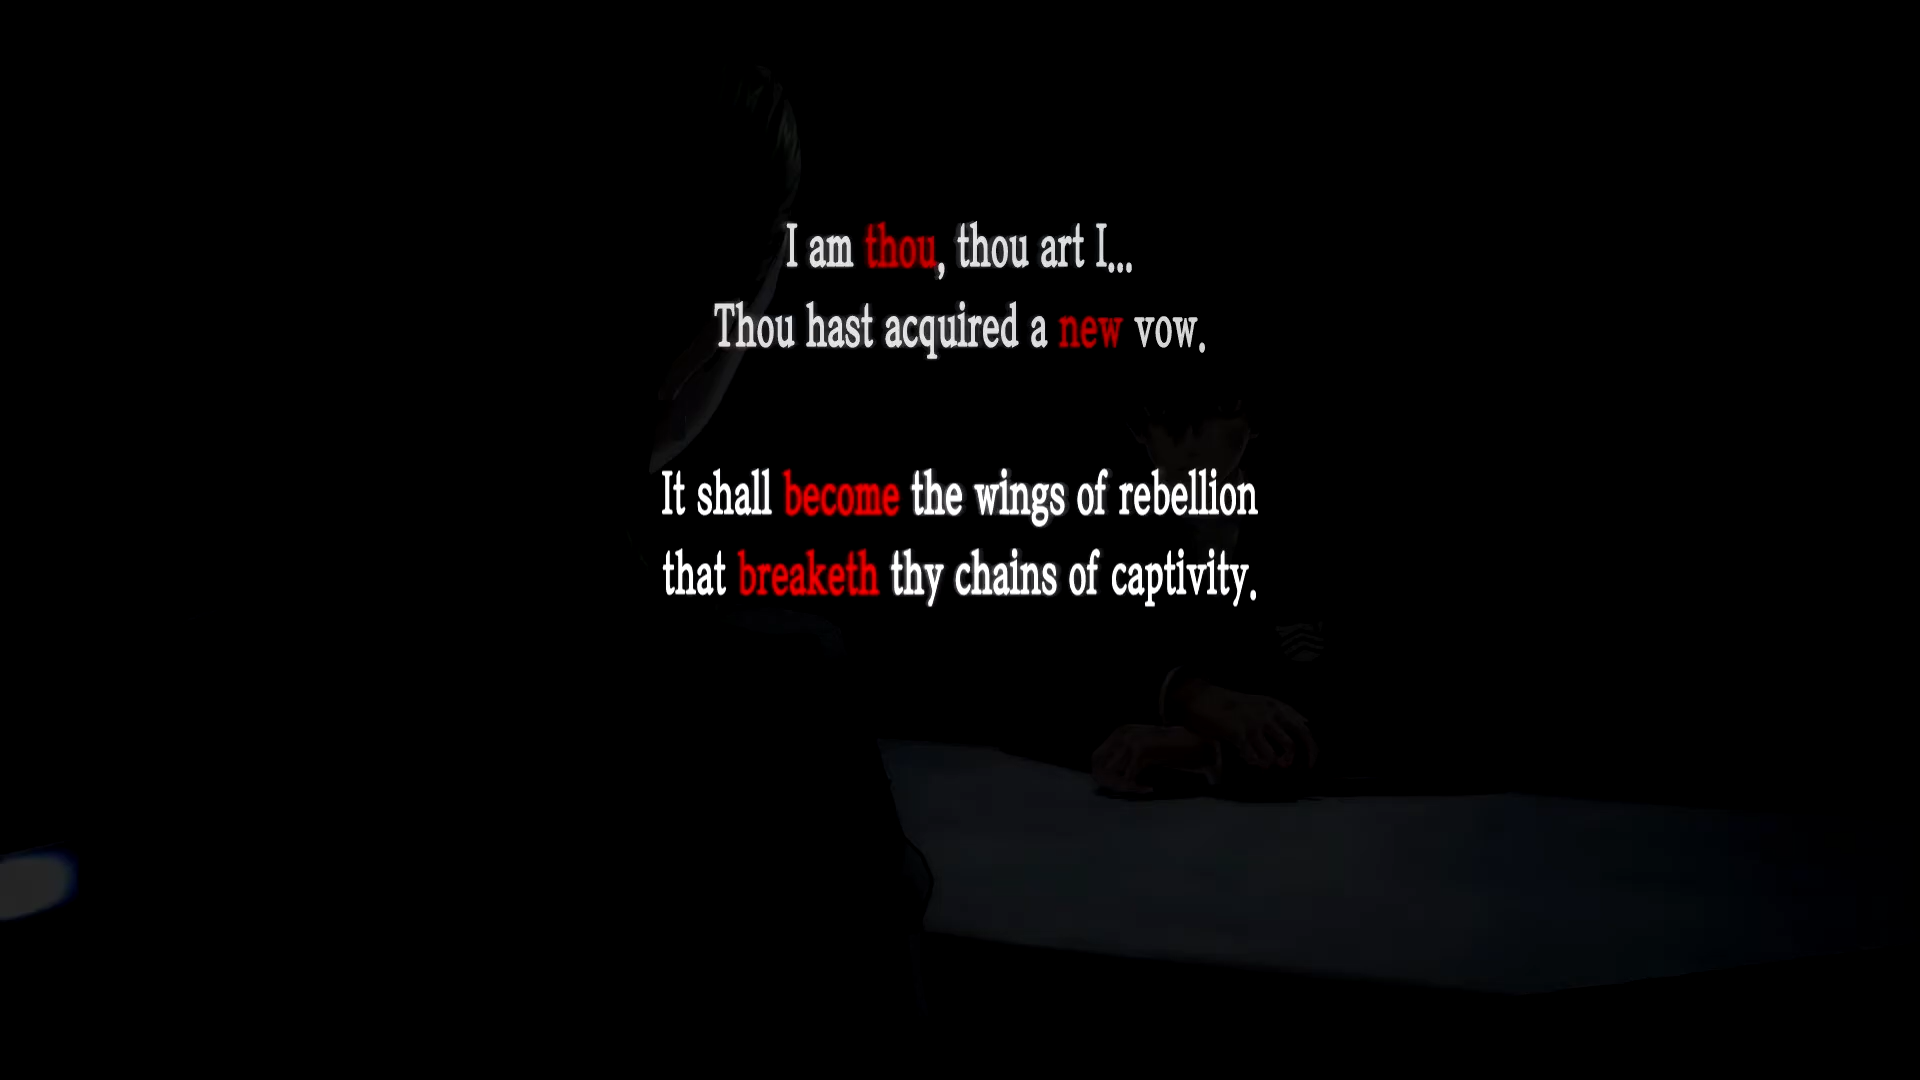 I am thou, thou art I...
Thou hast acquired a new vow.
It shall become the wings of rebellion
that breaketh thy chains of captivity.